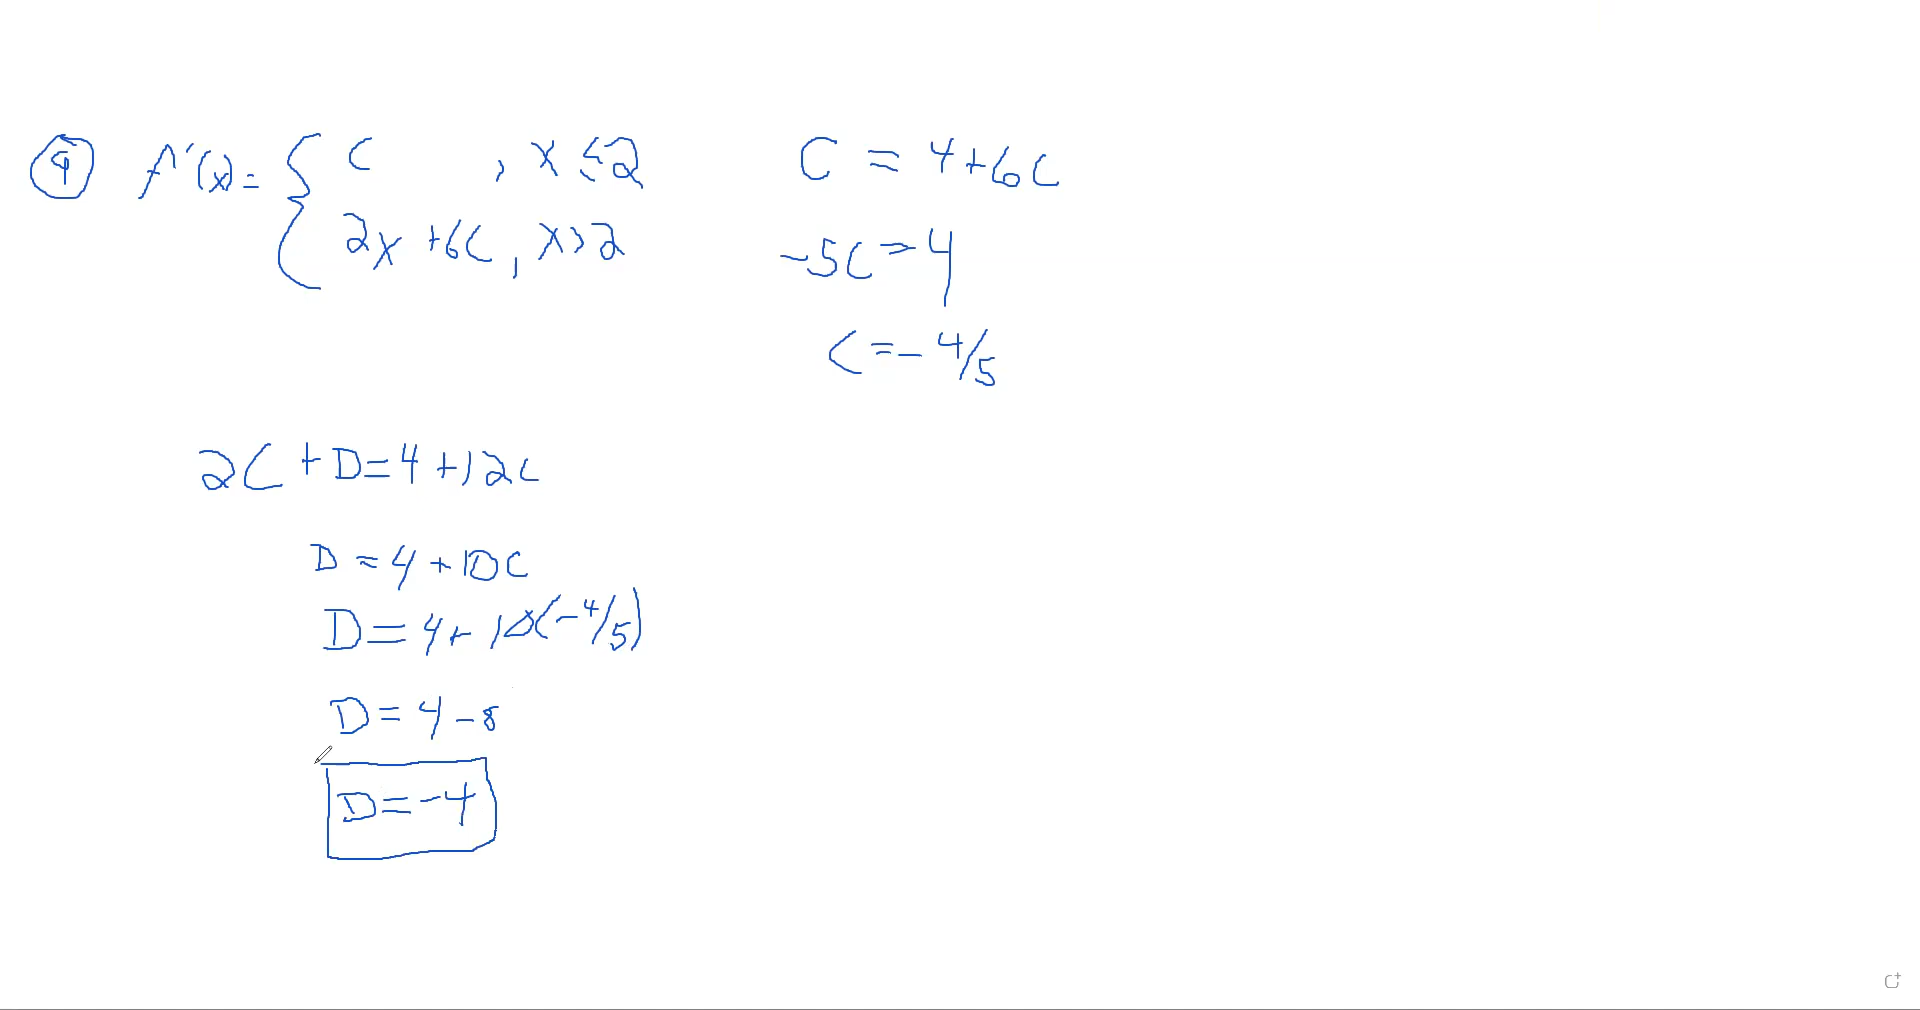 ④ f'(x) = { C , x ≤ 2
2x + 6C , x > 2
C = 4 + 6C
-5C = 4
C = - 4/5
2C + D = 4 + 12C
D = 4 + 10C
D = 4 + 10(- 4/5)
D = 4 - 8
D = -4